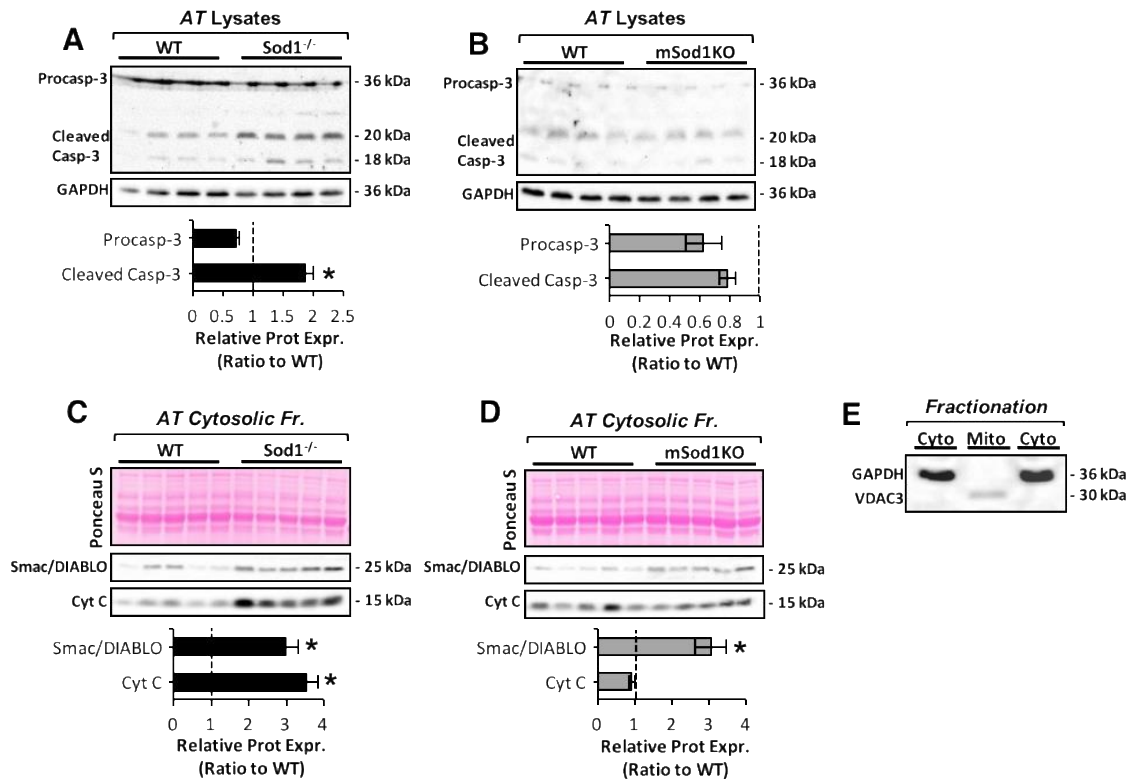 A
AT Lysates
WT Sod1-/-
Procasp-3 - 36 kDa
Cleaved - 20 kDa
Casp-3 - 18 kDa
GAPDH - 36 kDa
Procasp-3
Cleaved Casp-3 *
0 0.5 1 1.5 2 2.5
Relative Prot Expr.
(Ratio to WT)
B
AT Lysates
WT mSod1KO
Procasp-3 - 36 kDa
Cleaved - 20 kDa
Casp-3 - 18 kDa
GAPDH - 36 kDa
Procasp-3
Cleaved Casp-3
0 0.2 0.4 0.6 0.8 1
Relative Prot Expr.
(Ratio to WT)
C
AT Cytosolic Fr.
WT Sod1-/-
Ponceau S
Smac/DIABLO - 25 kDa
Cyt C - 15 kDa
Smac/DIABLO *
Cyt C *
0 1 2 3 4
Relative Prot Expr.
(Ratio to WT)
D
AT Cytosolic Fr.
WT mSod1KO
Ponceau S
Smac/DIABLO - 25 kDa
Cyt C - 15 kDa
Smac/DIABLO *
Cyt C
0 1 2 3 4
Relative Prot Expr.
(Ratio to WT)
E
Fractionation
Cyto Mito Cyto
GAPDH - 36 kDa
VDAC3 - 30 kDa